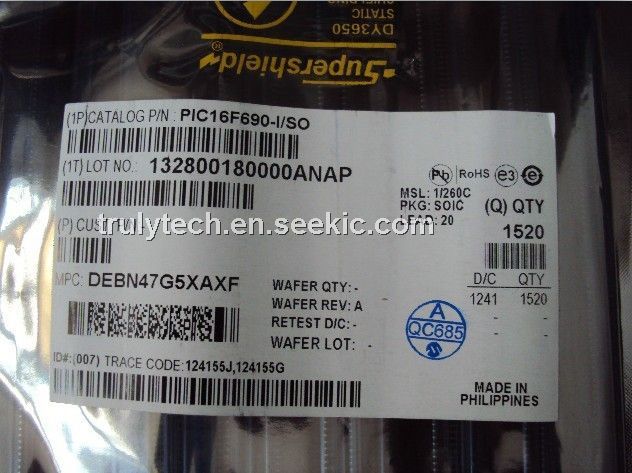 DY3650
STATIC
SHIELDING
Supershield®
(1P)CATALOG P/N : PIC16F690-I/SO
(1T) LOT NO.: 132800180000ANAP
Pb RoHS e3 e
MSL: 1/260C
PKG: SOIC
LEAD: 20
(Q) QTY
1520
(P) CUST P/N
trulytech.en.seekic.com
MPC: DEBN47G5XAXF
WAFER QTY: -
WAFER REV: A
RETEST D/C: -
WAFER LOT: -
D/C QTY
1241 1520
- -
- -
A
QC685
ID#: (007) TRACE CODE: 124155J,124155G
MADE IN
PHILIPPINES